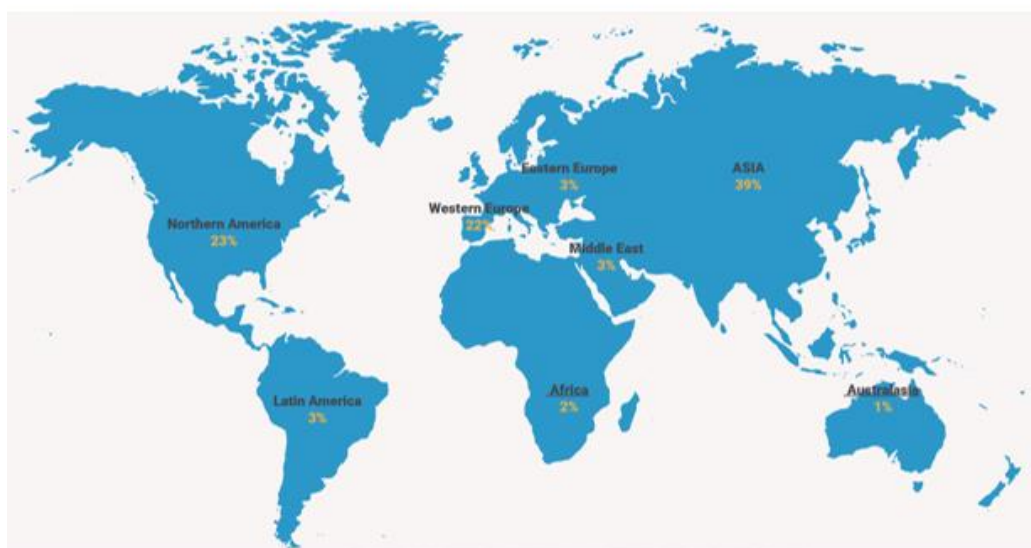 Eastern Europe
3%
ASIA
39%
Western Europe
22%
Northern America
23%
Middle East
3%
Latin America
3%
Africa
2%
Australasia
1%